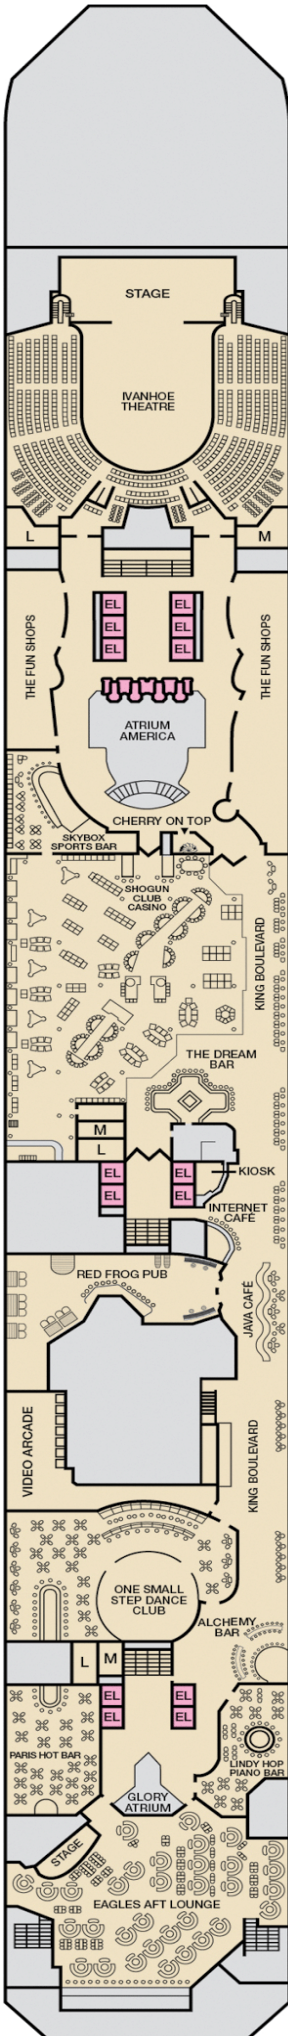 STAGE
IVANHOE
THEATRE
L
M
THE FUN SHOPS
EL
EL
EL
EL
EL
EL
THE FUN SHOPS
ATRIUM
AMERICA
CHERRY ON TOP
SKYBOX
SPORTS BAR
SHOGUN
CLUB
CASINO
KING BOULEVARD
THE DREAM
BAR
M
L
EL
EL
EL
EL
KIOSK
INTERNET
CAFÉ
RED FROG PUB
JAVA CAFÉ
VIDEO ARCADE
KING BOULEVARD
ONE SMALL
STEP DANCE
CLUB
ALCHEMY
BAR
L
M
EL
EL
EL
EL
PARIS HOT BAR
LINDY HOP
PIANO BAR
GLORY
ATRIUM
STAGE
EAGLES AFT LOUNGE